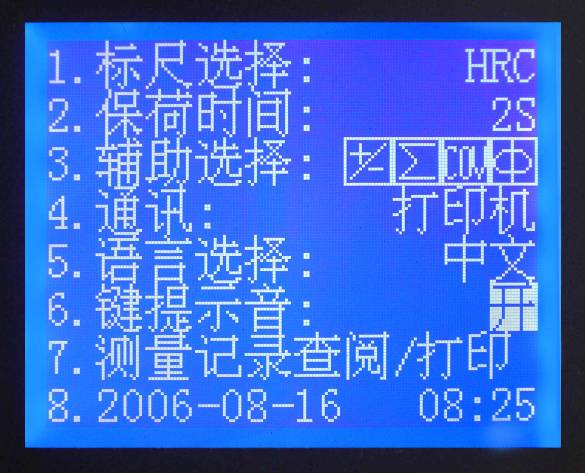 1.标尺选择: HRC
2.保荷时间: 2S
3.辅助选择: +/- Σ COV Φ
4.通讯: 打印机
5.语言选择: 中文
6.键提示音: 开
7.测量记录查阅/打印
8.2006-08-16 08:25